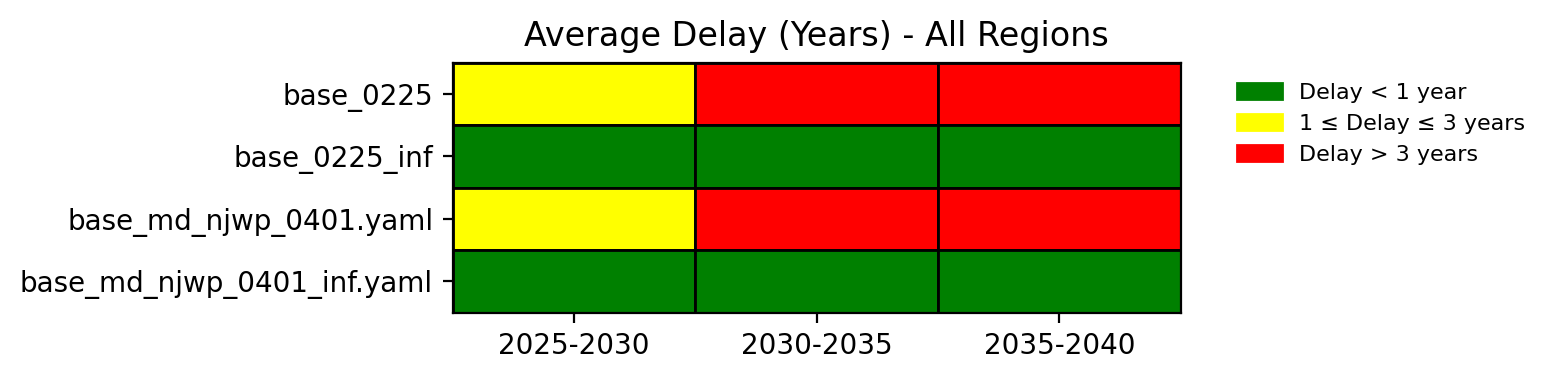 Average Delay (Years) - All Regions
base_0225
base_0225_inf
base_md_njwp_0401.yaml
base_md_njwp_0401_inf.yaml
2025-2030
2030-2035
2035-2040
Delay < 1 year
1 ≤ Delay ≤ 3 years
Delay > 3 years